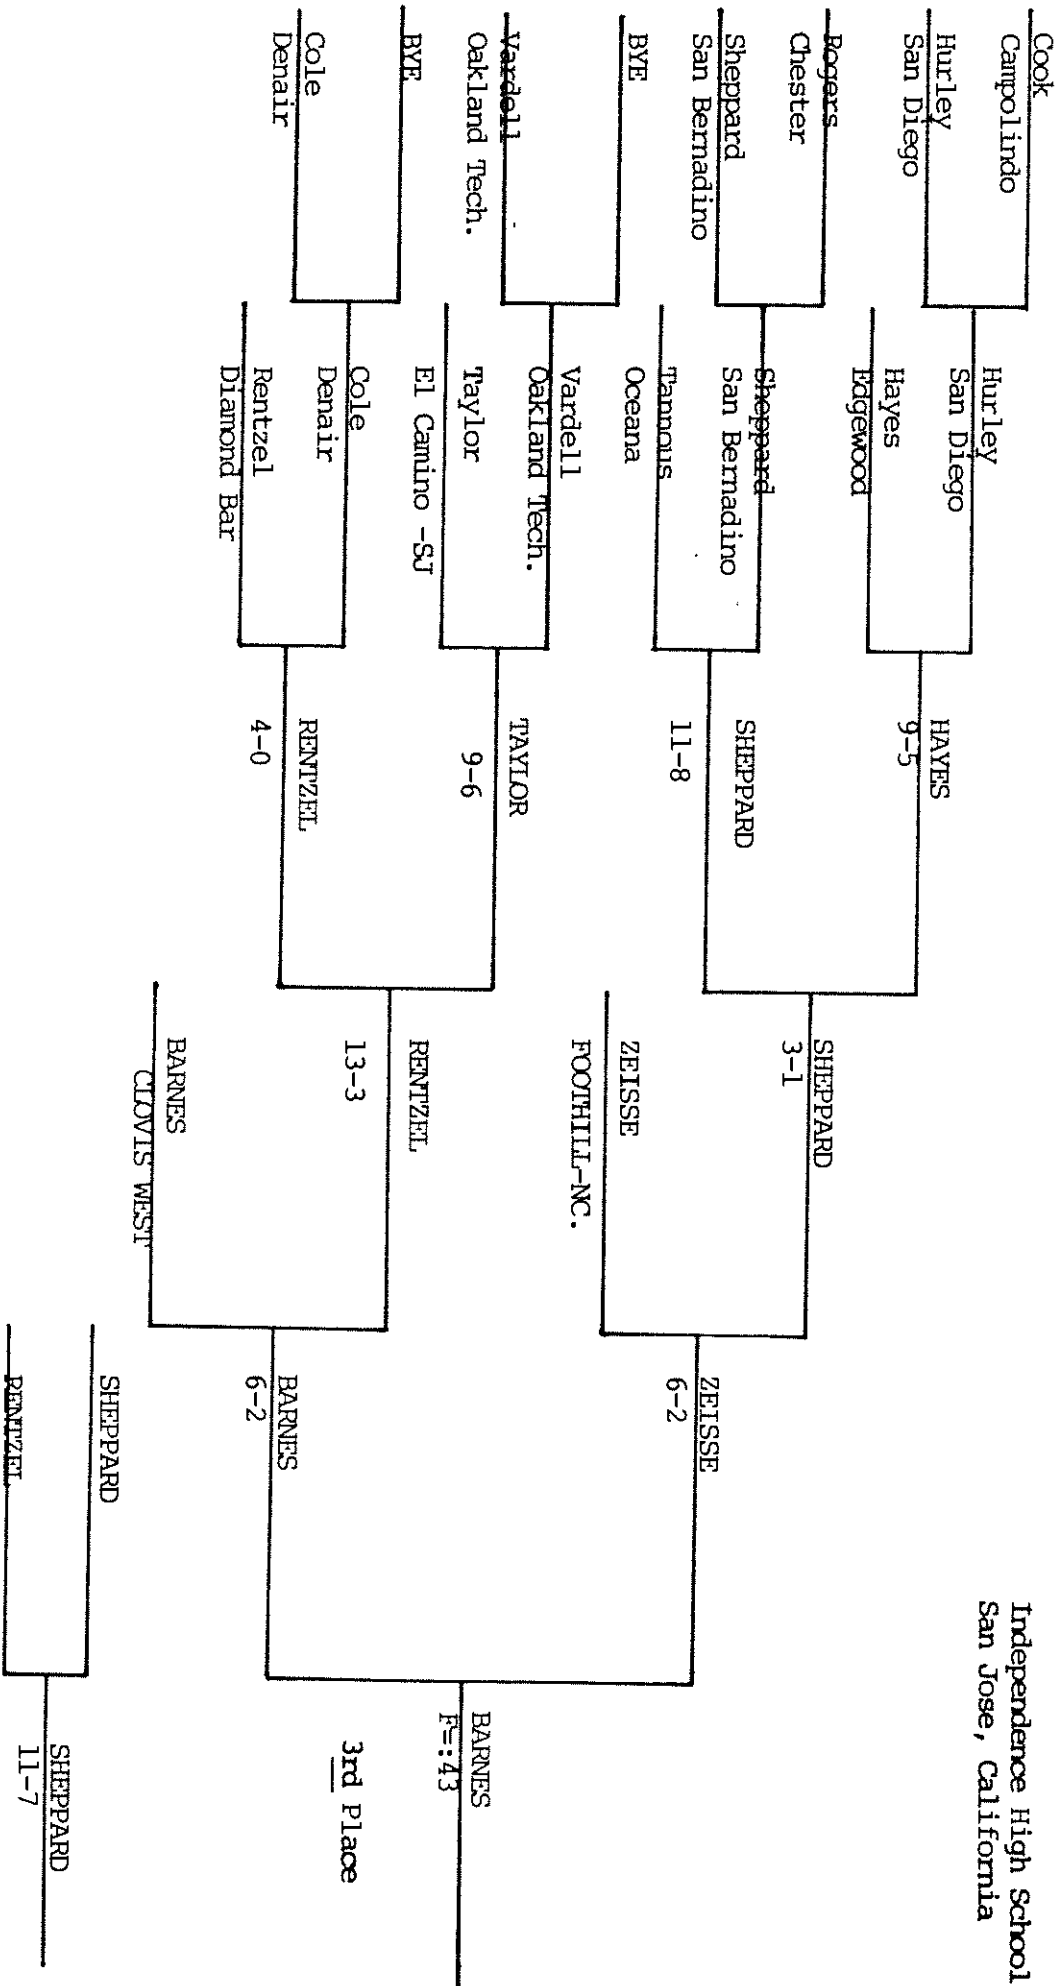 Independence High School
San Jose, California
Cook
Campolindo
Hurley
San Diego
Rogers
Chester
Sheppard
San Bernadino
BYE
Vardell
Oakland Tech.
BYE
Cole
Denair
Hurley
San Diego
Hayes
Edgewood
Sheppard
San Bernadino
Tannous
Oceana
Vardell
Oakland Tech.
Taylor
El Camino -SJ
Cole
Denair
Rentzel
Diamond Bar
HAYES
9-5
SHEPPARD
11-8
TAYLOR
9-6
RENTZEL
4-0
SHEPPARD
3-1
ZEISSE
FOOTHILL-NC.
RENTZEL
13-3
BARNES
CLOVIS WEST
ZEISSE
6-2
BARNES
6-2
SHEPPARD
RENTZEL
BARNES
F=:43
3rd Place
SHEPPARD
11-7